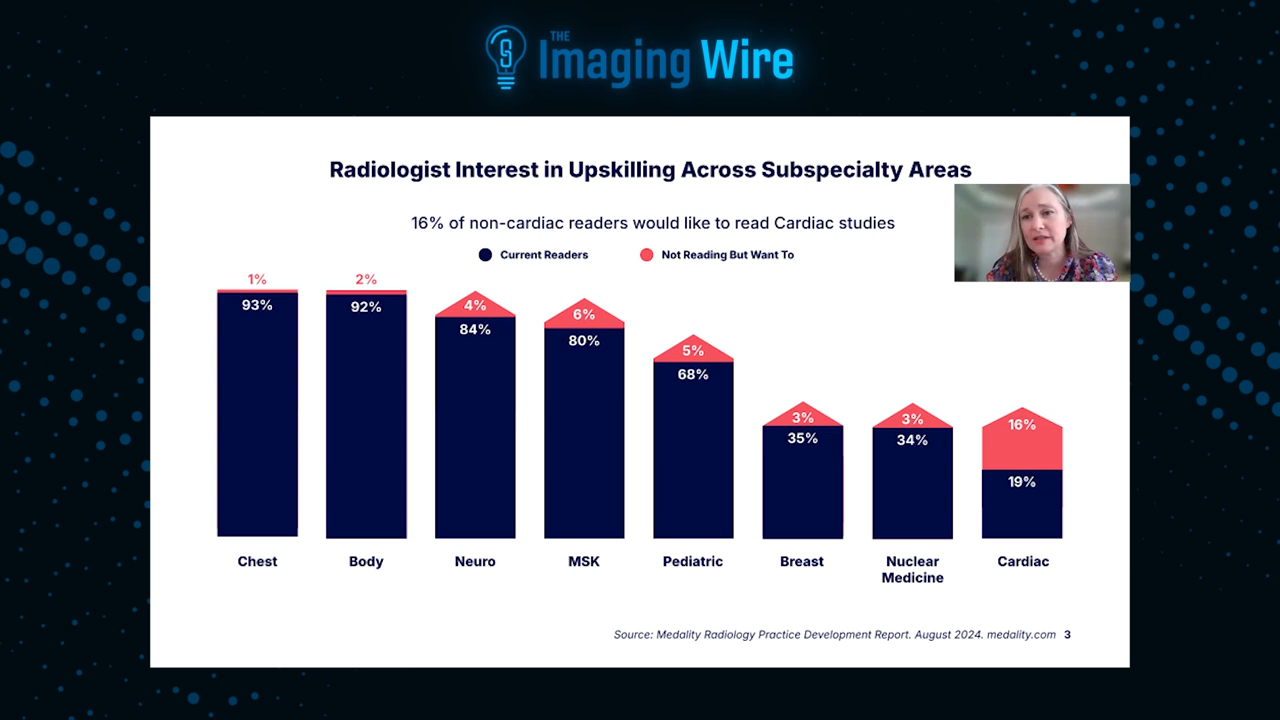 THE
Imaging Wire
Radiologist Interest in Upskilling Across Subspecialty Areas
16% of non-cardiac readers would like to read Cardiac studies
Current Readers Not Reading But Want To
1% 2% 4% 6% 5% 3% 3% 16%
93% 92% 84% 80% 68% 35% 34% 19%
Chest Body Neuro MSK Pediatric Breast Nuclear Cardiac
Medicine
Source: Medality Radiology Practice Development Report. August 2024. medality.com 3